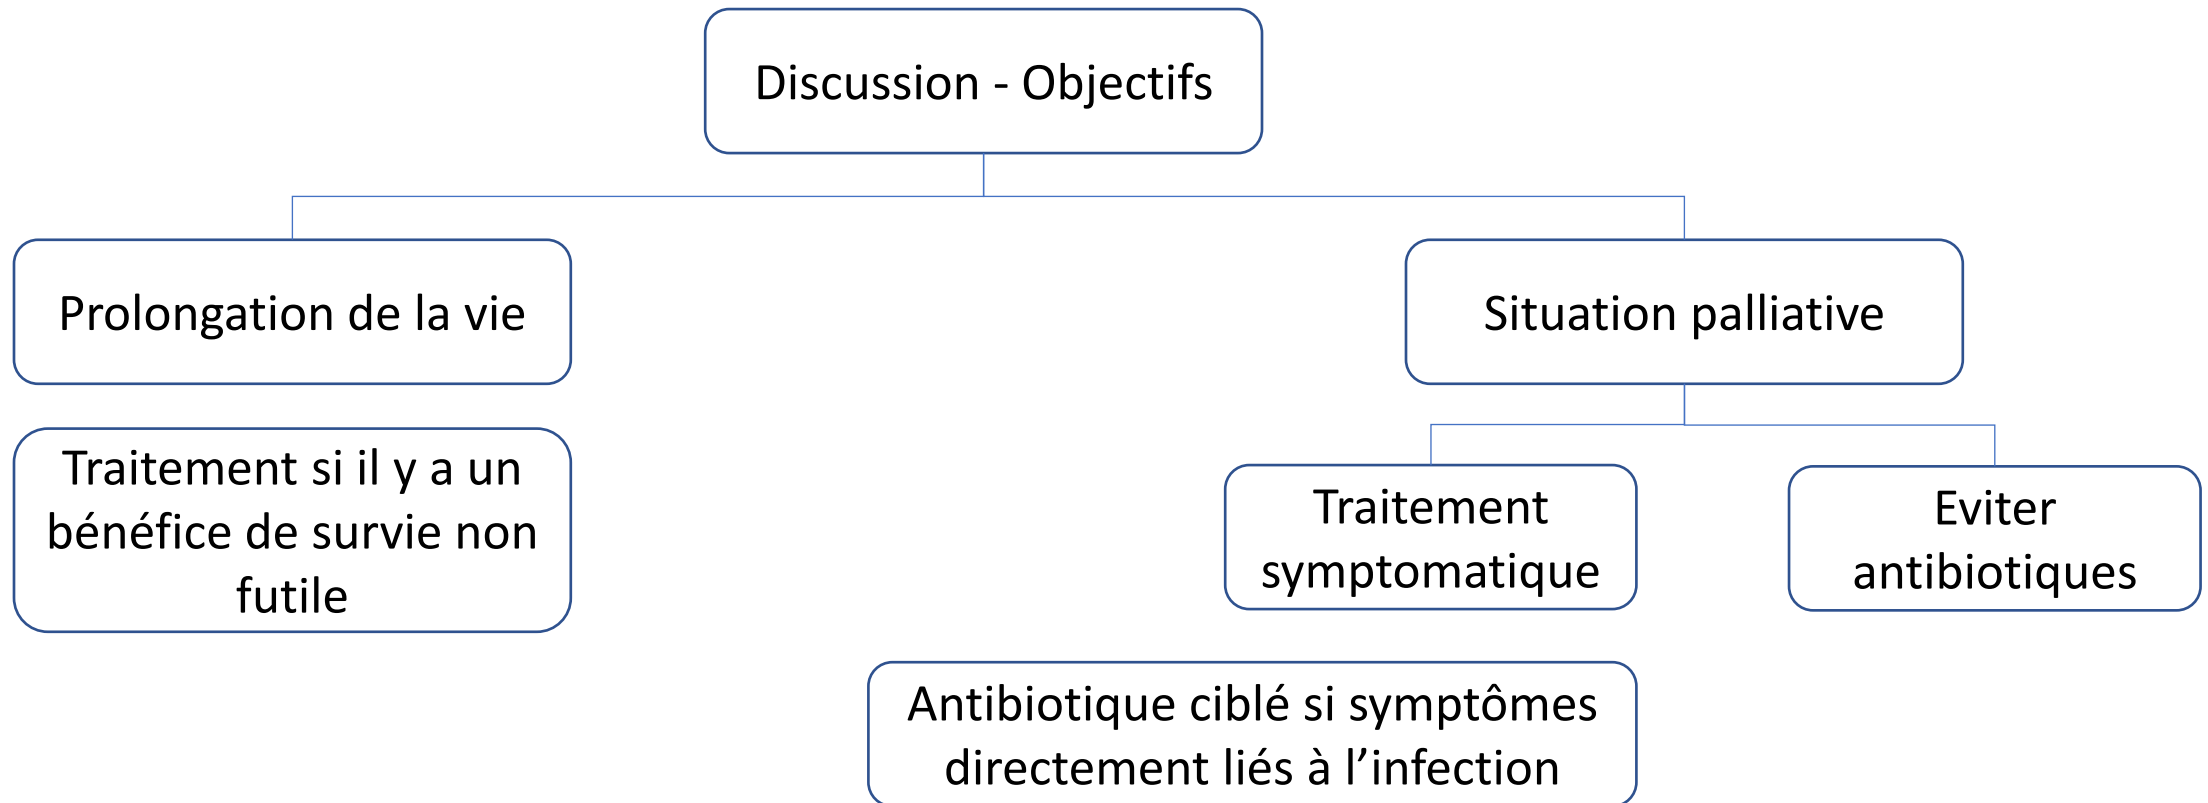 Discussion - Objectifs
Prolongation de la vie
Situation palliative
Traitement si il y a un
bénéfice de survie non
futile
Traitement
symptomatique
Eviter
antibiotiques
Antibiotique ciblé si symptômes
directement liés à l’infection